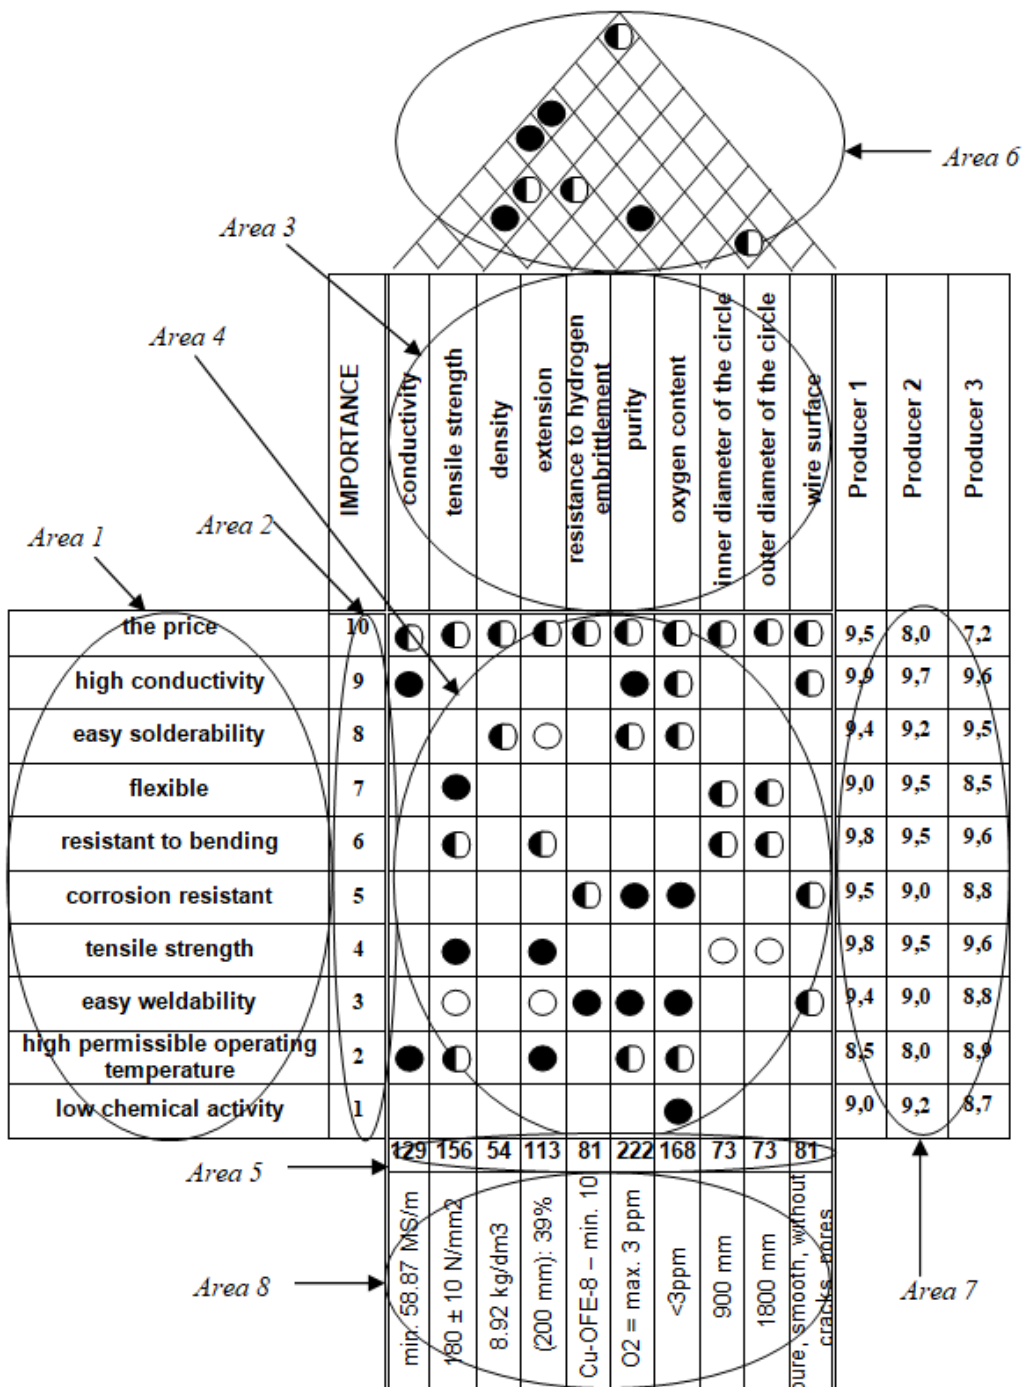 Area 6
Area 3
Area 4
Area 2
Area 1
IMPORTANCE
conductivity
tensile strength
density
extension
resistance to hydrogen
embrittlement
purity
oxygen content
inner diameter of the circle
outer diameter of the circle
wire surface
Producer 1
Producer 2
Producer 3
the price 10 9,5 8,0 7,2
high conductivity 9 9,9 9,7 9,6
easy solderability 8 9,4 9,2 9,5
flexible 7 9,0 9,5 8,5
resistant to bending 6 9,8 9,5 9,6
corrosion resistant 5 9,5 9,0 8,8
tensile strength 4 9,8 9,5 9,6
easy weldability 3 9,4 9,0 8,8
high permissible operating
temperature 2 8,5 8,0 8,9
low chemical activity 1 9,0 9,2 8,7
129 156 54 113 81 222 168 73 73 81
Area 5
Area 8
Area 7
min. 58.87 MS/m
180 ± 10 N/mm2
8.92 kg/dm3
(200 mm): 39%
Cu-OFE-8 – min. 10
O2 = max. 3 ppm
<3ppm
900 mm
1800 mm
pure, smooth, without
cracks, pores